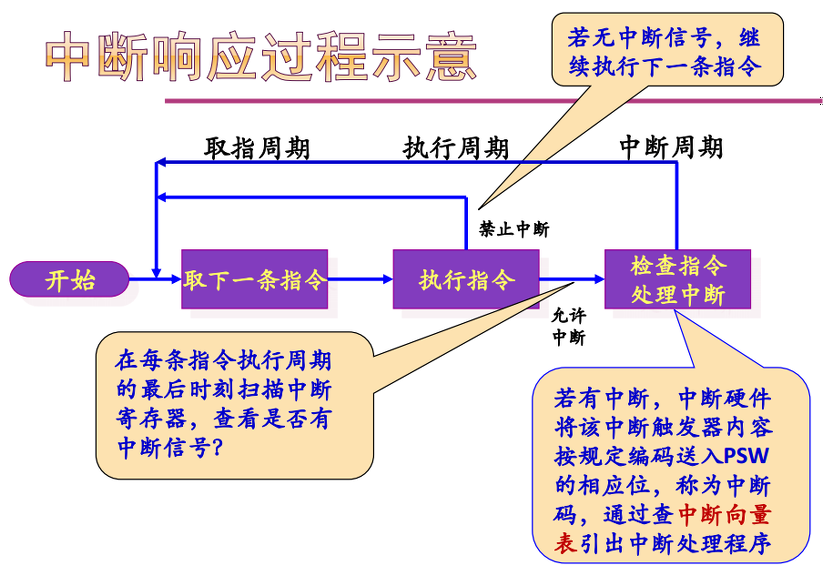 中断响应过程示意
若无中断信号，继
续执行下一条指令
取指周期
执行周期
中断周期
禁止中断
开始
取下一条指令
执行指令
检查指令
处理中断
允许
中断
在每条指令执行周期
的最后时刻扫描中断
寄存器，查看是否有
中断信号？
若有中断，中断硬件
将该中断触发器内容
按规定编码送入PSW
的相应位，称为中断
码，通过查中断向量
表引出中断处理程序